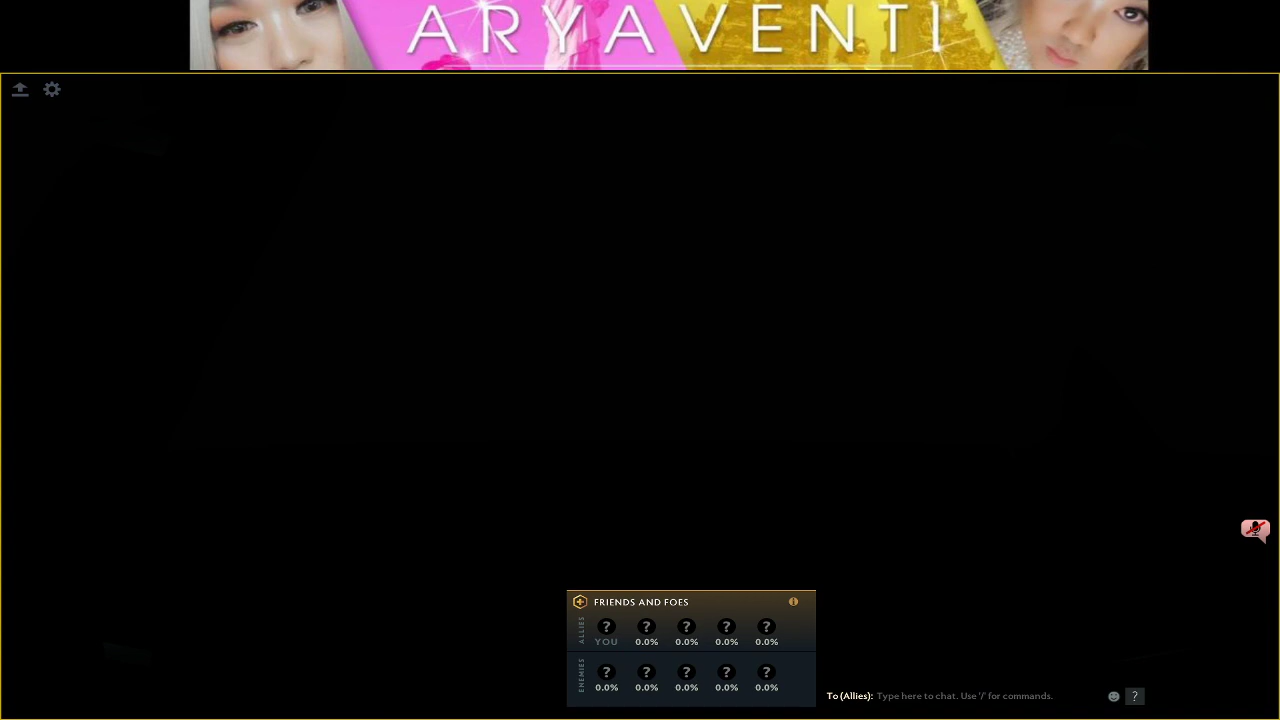 ARYAVENTI
FRIENDS AND FOES
ALLIES
? ? ? ? ?
YOU 0.0% 0.0% 0.0% 0.0%
ENEMIES
? ? ? ? ?
0.0% 0.0% 0.0% 0.0% 0.0%
To (Allies): Type here to chat. Use '/' for commands. ?